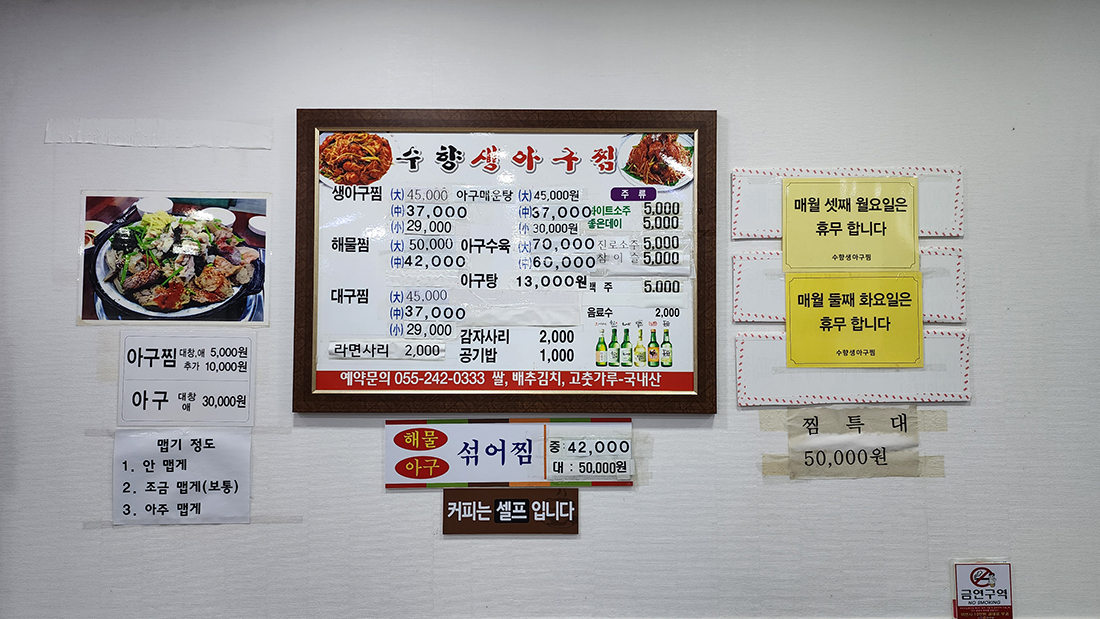 수향생아구찜
생아구찜 (大) 45,000
(中) 37,000
(小) 29,000
해물찜 (大) 50,000
(中) 42,000
대구찜 (大) 45,000
(中) 37,000
(小) 29,000
라면사리 2,000
아구매운탕 (大) 45,000원
(中) 37,000
(小) 30,000원
아구수육 (大) 70,000
(中) 60,000
아구탕 13,000원
감자사리 2,000
공기밥 1,000
주 류
화이트소주 5,000
좋은데이 5,000
진로소주 5,000
참이슬 5,000
맥 주 5,000
음료수 2,000
예약문의 055-242-0333 쌀, 배추김치, 고춧가루-국내산
아구찜 대창,애 5,000원
추가 10,000원
아구 대창 애 30,000원
맵기 정도
1. 안 맵게
2. 조금 맵게(보통)
3. 아주 맵게
해물
아구
섞어찜
중: 42,000
대: 50,000원
커피는 셀프 입니다
매월 셋째 월요일은
휴무 합니다
수향생아구찜
매월 둘째 화요일은
휴무 합니다
수향생아구찜
찜 특 대
50,000원
금연구역
NO SMOKING